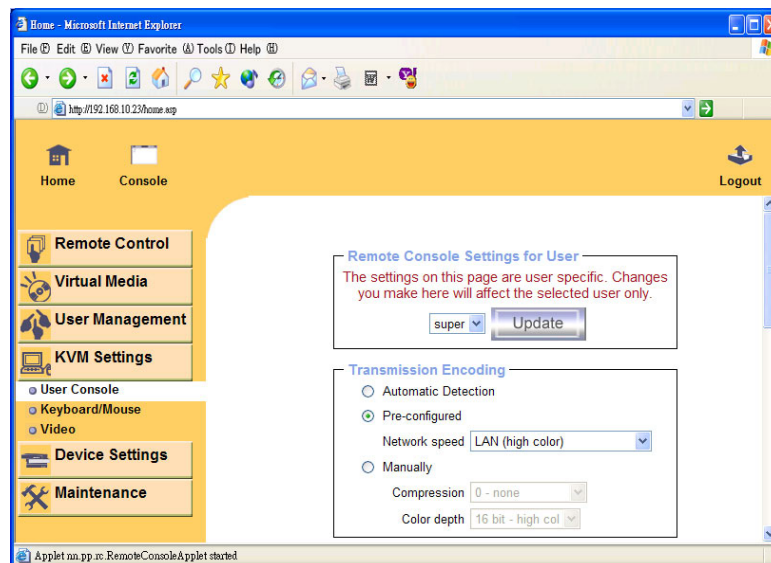 Home - Microsoft Internet Explorer
File (F) Edit (E) View (V) Favorite (A) Tools (T) Help (H)
(D) http://192.168.10.23/home.asp
Home Console Logout
Remote Control
Virtual Media
User Management
KVM Settings
User Console
Keyboard/Mouse
Video
Device Settings
Maintenance
Remote Console Settings for User
The settings on this page are user specific. Changes
you make here will affect the selected user only.
super Update
Transmission Encoding
Automatic Detection
Pre-configured
Network speed LAN (high color)
Manually
Compression 0 - none
Color depth 16 bit - high col
Applet nn.pp.rc.RemoteConsoleApplet started